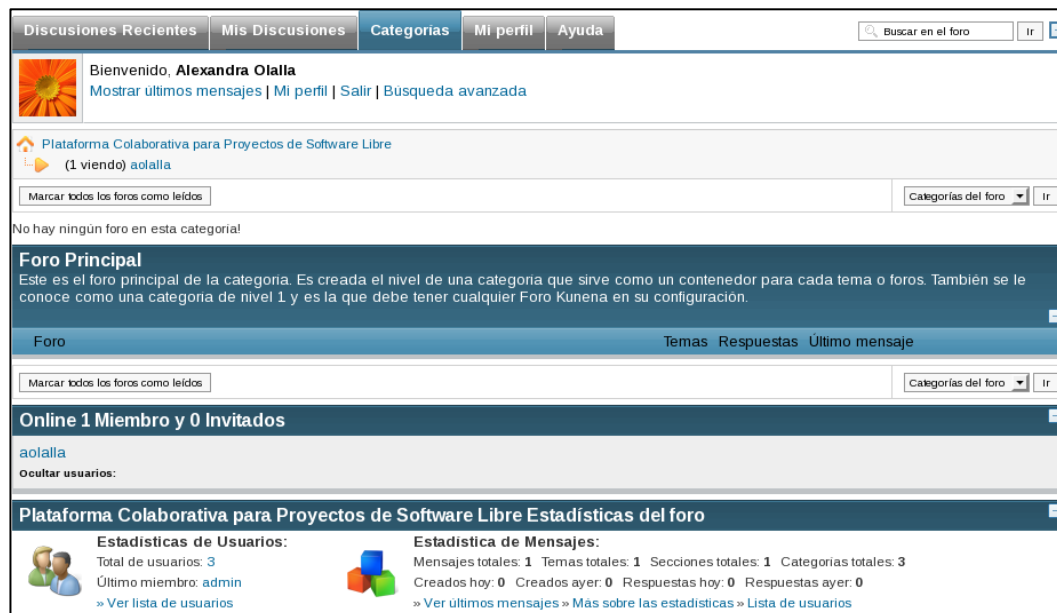 Discusiones Recientes Mis Discusiones Categorías Mi perfil Ayuda Buscar en el foro Ir
Bienvenido, Alexandra Olalla
Mostrar últimos mensajes | Mi perfil | Salir | Búsqueda avanzada
Plataforma Colaborativa para Proyectos de Software Libre
(1 viendo) aolalla
Marcar todos los foros como leídos Categorías del foro Ir
No hay ningún foro en esta categoría!
Foro Principal
Este es el foro principal de la categoría. Es creada el nivel de una categoría que sirve como un contenedor para cada tema o foros. También se le
conoce como una categoría de nivel 1 y es la que debe tener cualquier Foro Kunena en su configuración.
Foro Temas Respuestas Último mensaje
Marcar todos los foros como leídos Categorías del foro Ir
Online 1 Miembro y 0 Invitados
aolalla
Ocultar usuarios:
Plataforma Colaborativa para Proyectos de Software Libre Estadísticas del foro
Estadísticas de Usuarios: Estadística de Mensajes:
Total de usuarios: 3 Mensajes totales: 1 Temas totales: 1 Secciones totales: 1 Categorías totales: 3
Último miembro: admin Creados hoy: 0 Creados ayer: 0 Respuestas hoy: 0 Respuestas ayer: 0
» Ver lista de usuarios » Ver últimos mensajes » Más sobre las estadísticas » Lista de usuarios